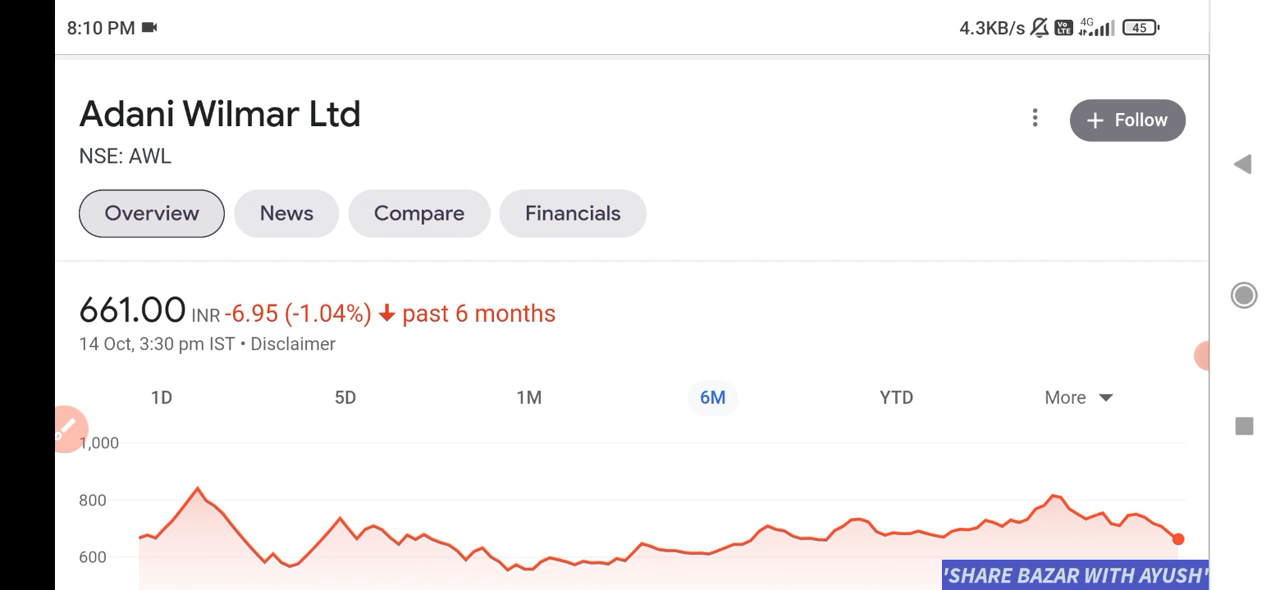 8:10 PM 4.3KB/s Vo LTE 4G 45
Adani Wilmar Ltd
+ Follow
NSE: AWL
Overview News Compare Financials
661.00 INR -6.95 (-1.04%) ↓ past 6 months
14 Oct, 3:30 pm IST • Disclaimer
1D 5D 1M 6M YTD More
1,000
800
600
'SHARE BAZAR WITH AYUSH'